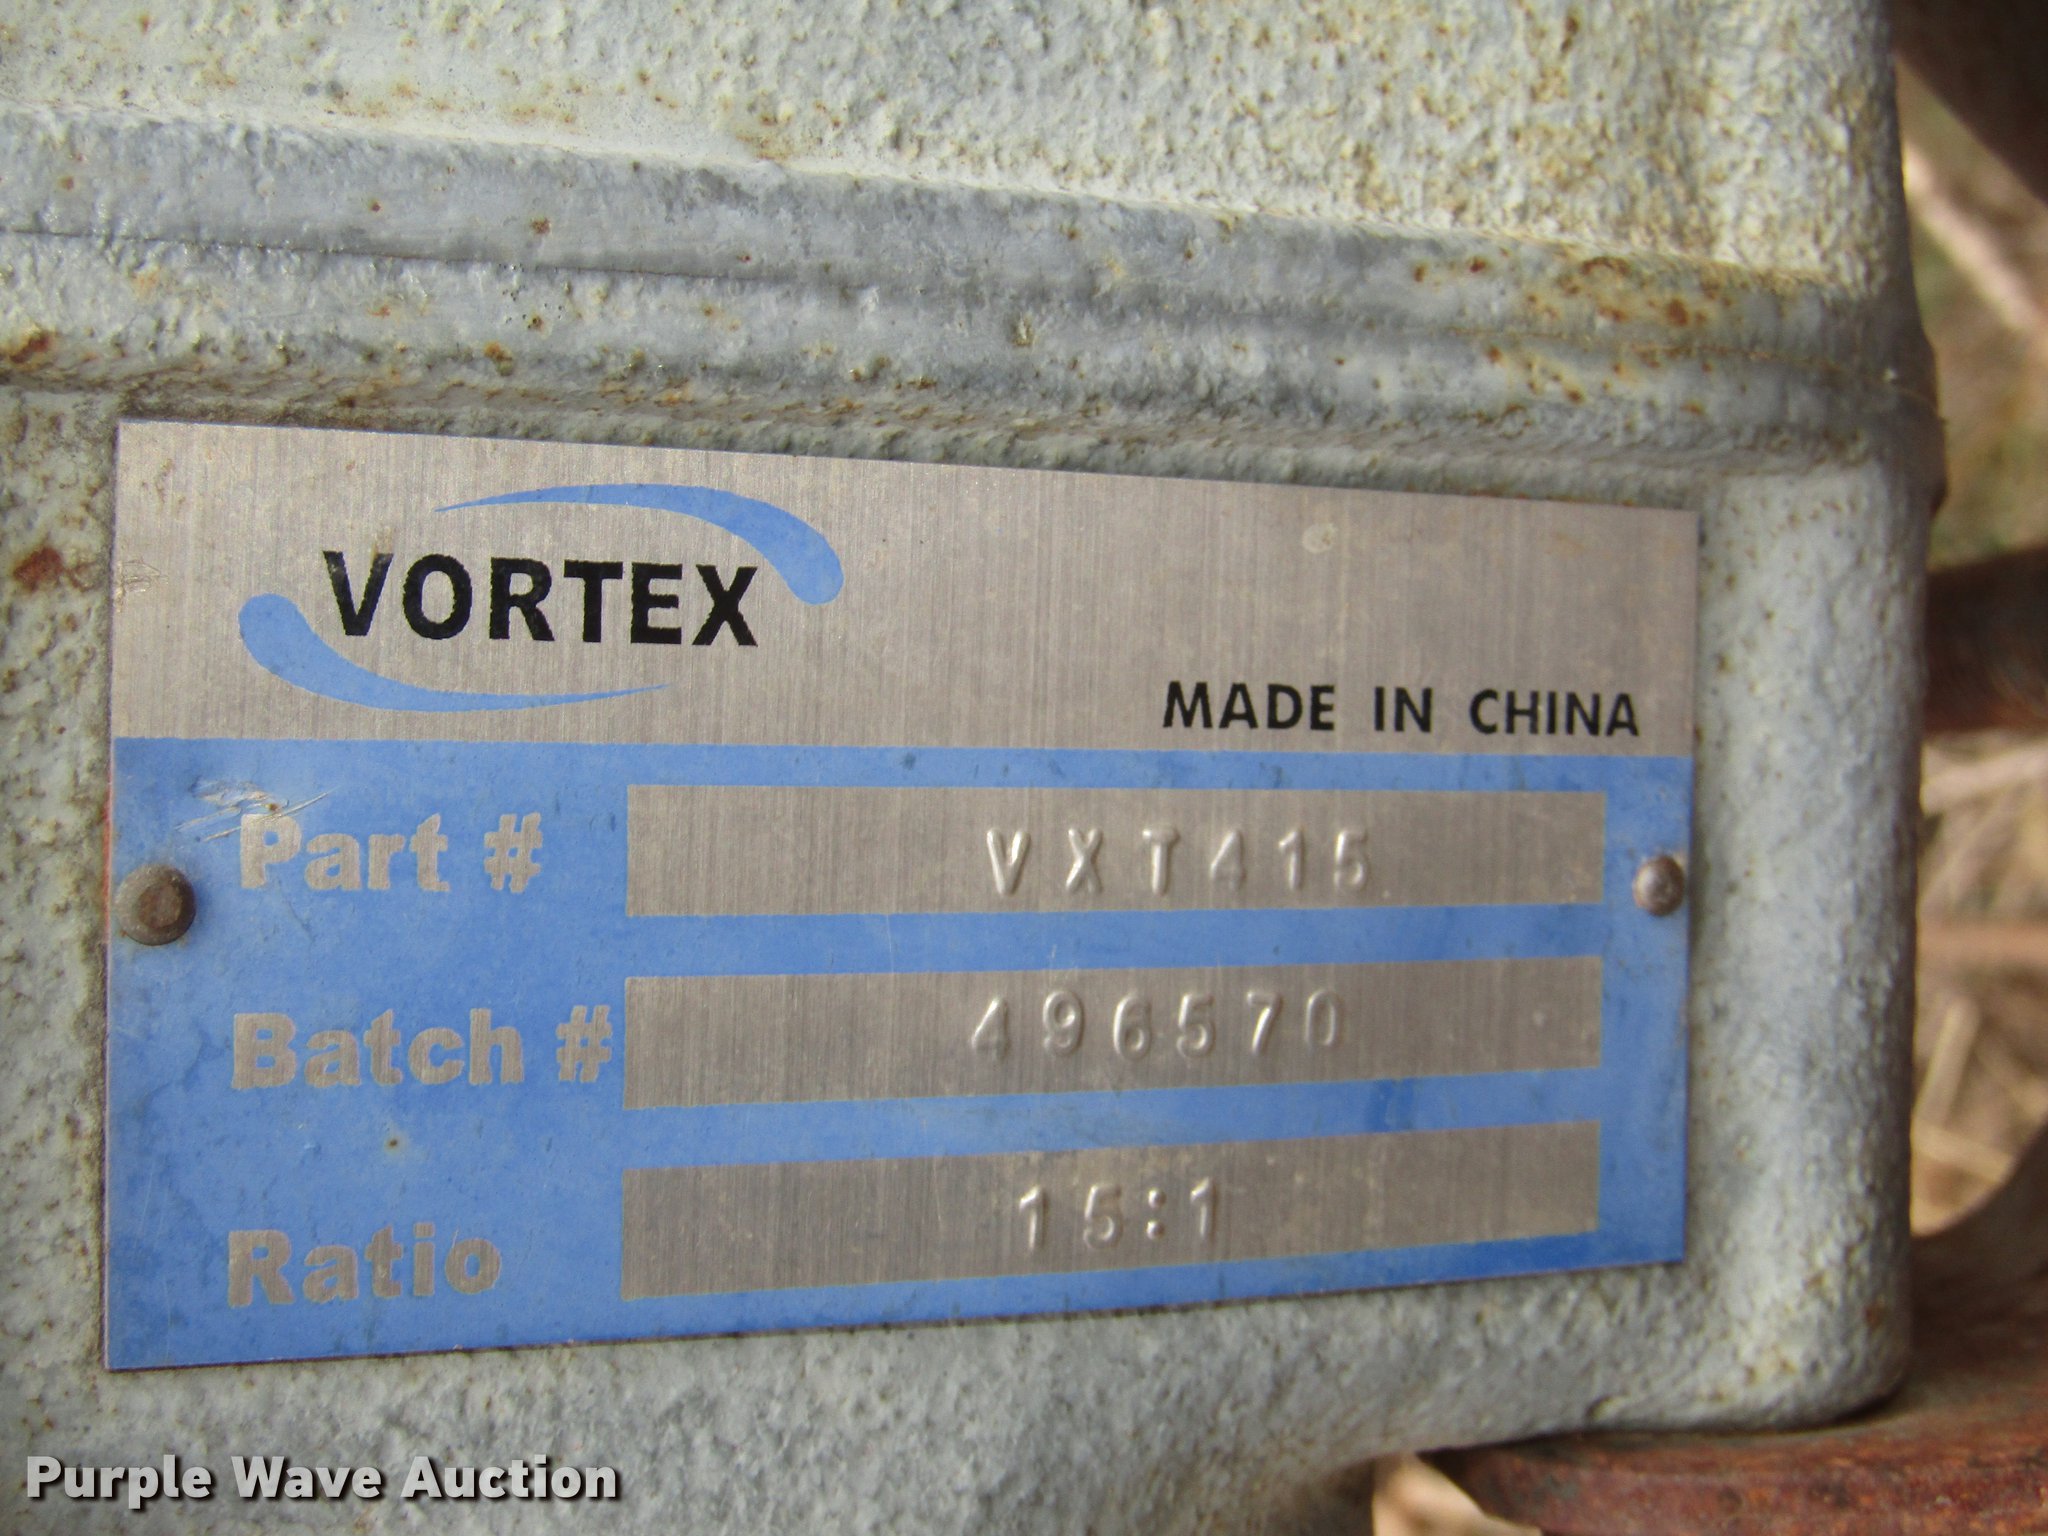 VORTEX
MADE IN CHINA
Part # VXT415
Batch # 496570
Ratio 15:1
Purple Wave Auction